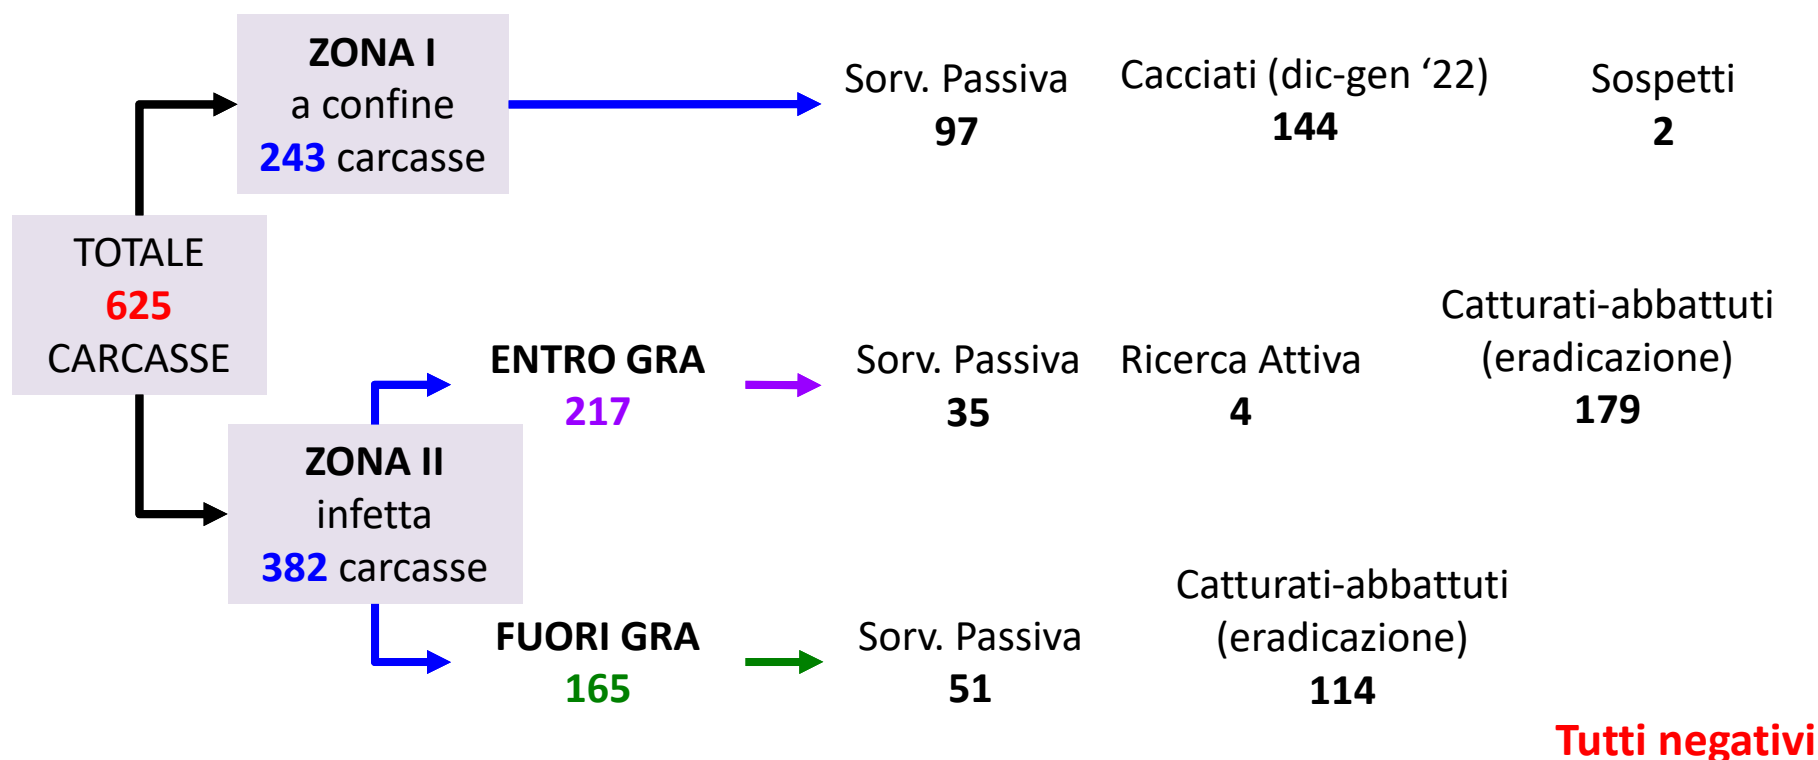 ZONA I
a confine
243 carcasse
Sorv. Passiva
97
Cacciati (dic-gen ‘22)
144
Sospetti
2
TOTALE
625
CARCASSE
ENTRO GRA
217
Sorv. Passiva
35
Ricerca Attiva
4
Catturati-abbattuti
(eradicazione)
179
ZONA II
infetta
382 carcasse
FUORI GRA
165
Sorv. Passiva
51
Catturati-abbattuti
(eradicazione)
114
Tutti negativi